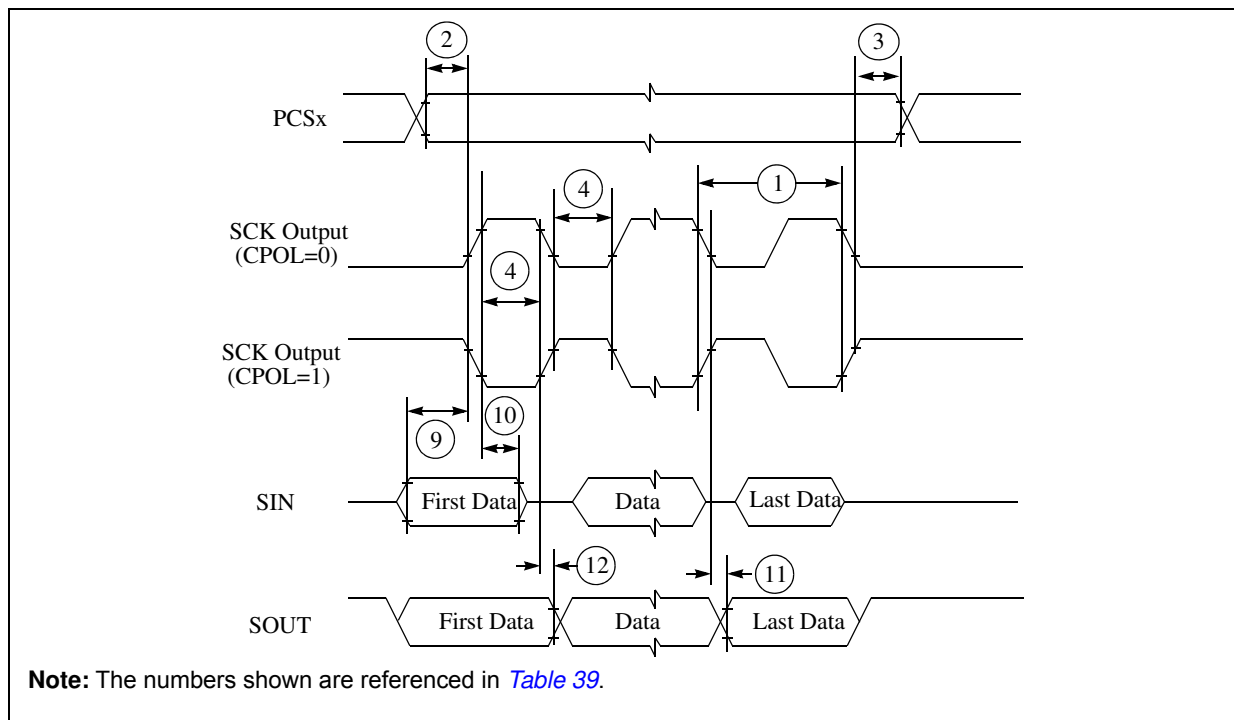 2
3
PCSx
1
4
SCK Output
(CPOL=0)
4
SCK Output
(CPOL=1)
10
9
SIN
First Data
Data
Last Data
12
11
SOUT
First Data
Data
Last Data
Note: The numbers shown are referenced in Table 39.